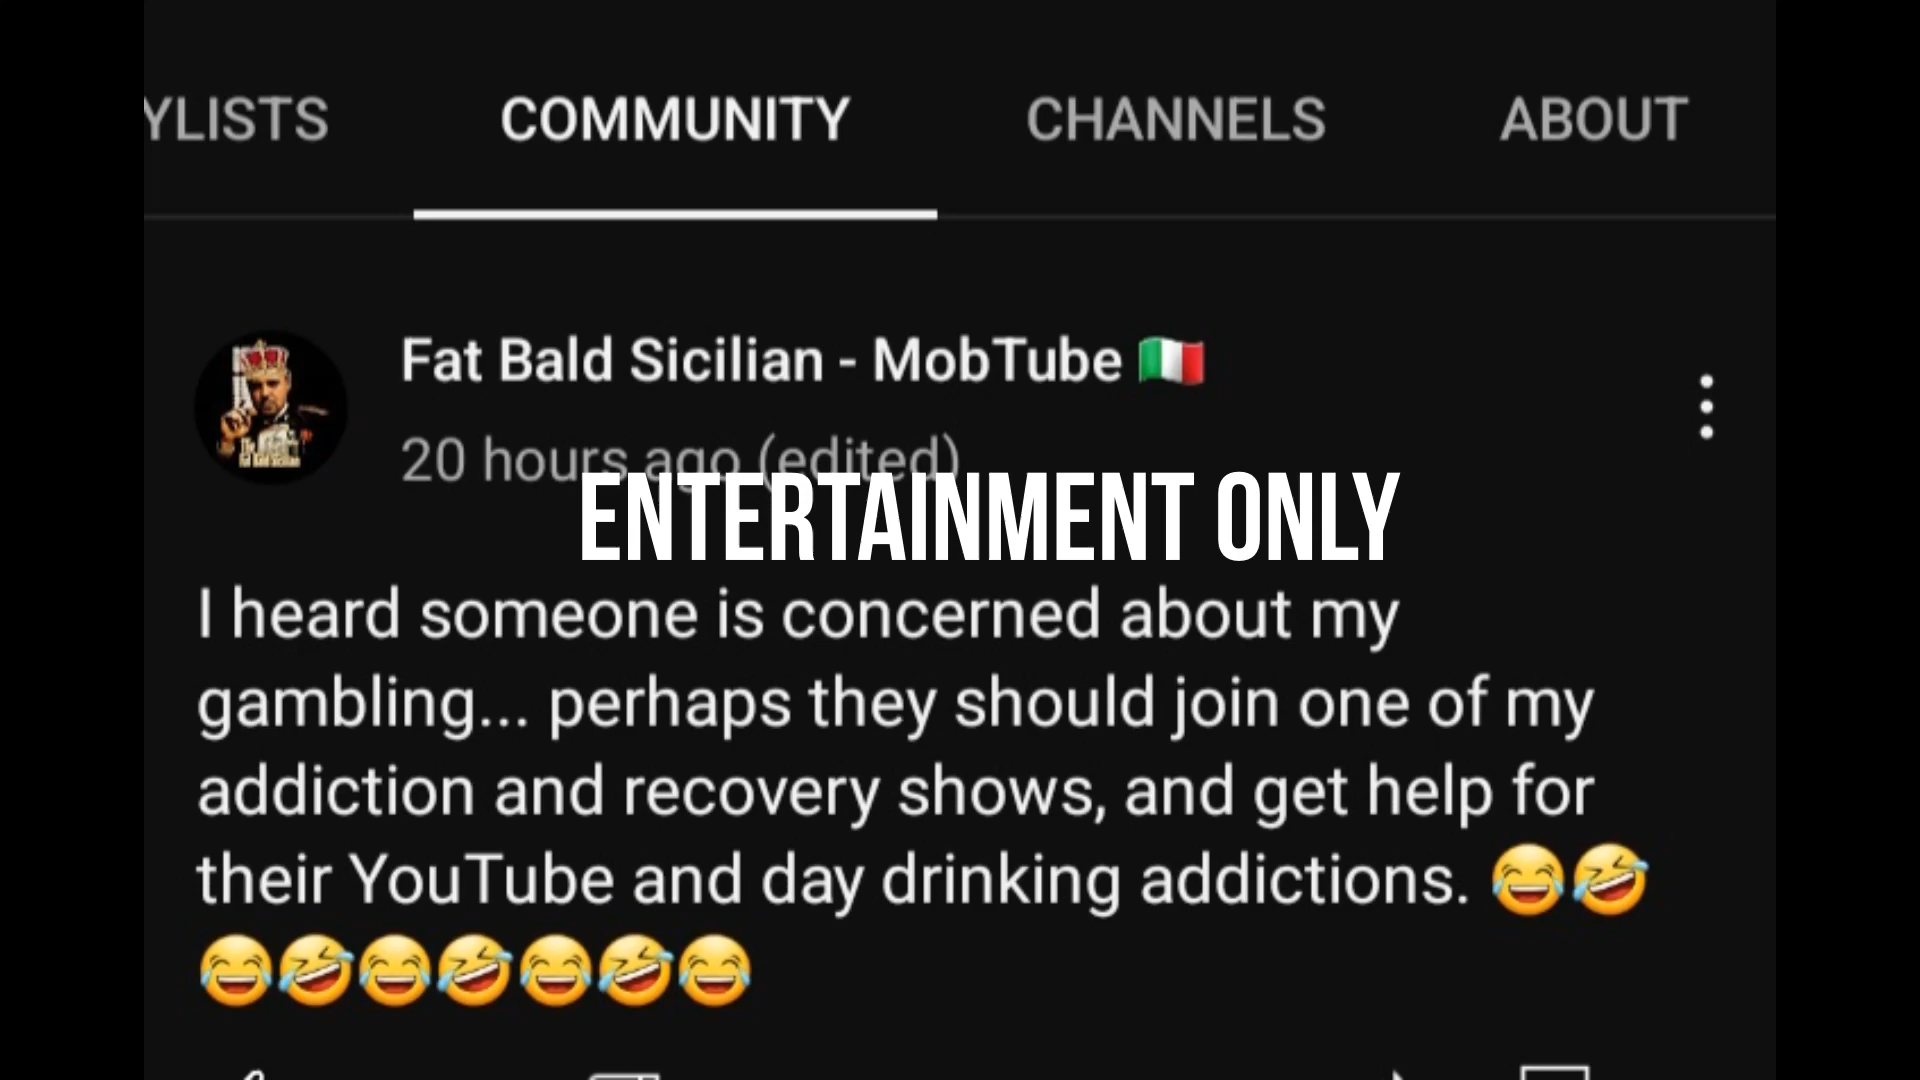 YLISTS COMMUNITY CHANNELS ABOUT
Fat Bald Sicilian - MobTube 🇮🇹
20 hours ago (edited)
ENTERTAINMENT ONLY
I heard someone is concerned about my
gambling... perhaps they should join one of my
addiction and recovery shows, and get help for
their YouTube and day drinking addictions. 😂🤣
😂🤣😂🤣😂🤣😂